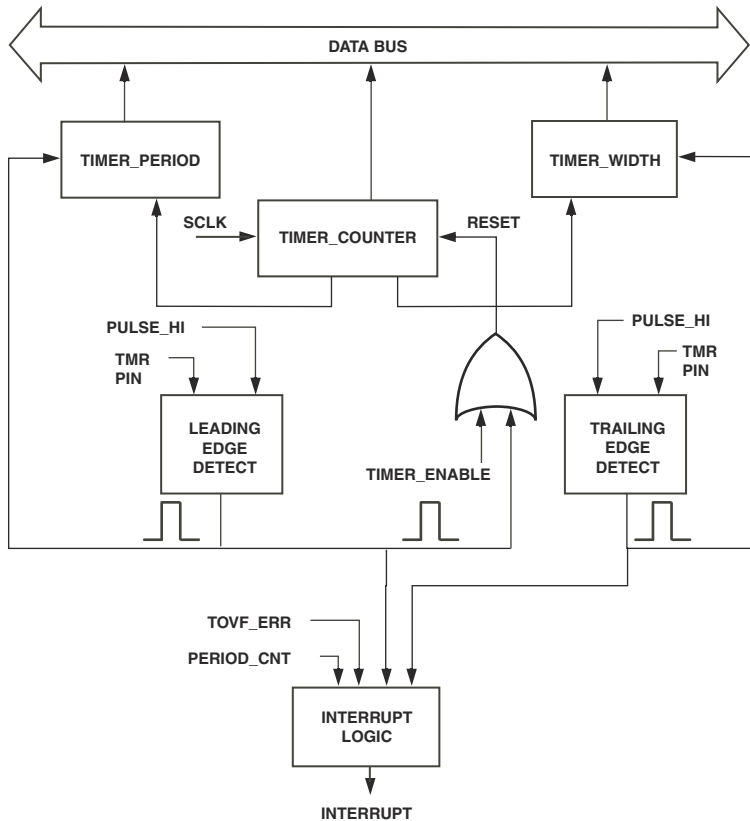 DATA BUS
TIMER_PERIOD
TIMER_WIDTH
SCLK
TIMER_COUNTER
RESET
PULSE_HI
TMR
PIN
PULSE_HI
TMR
PIN
LEADING
EDGE
DETECT
TRAILING
EDGE
DETECT
TIMER_ENABLE
TOVF_ERR
PERIOD_CNT
INTERRUPT
LOGIC
INTERRUPT